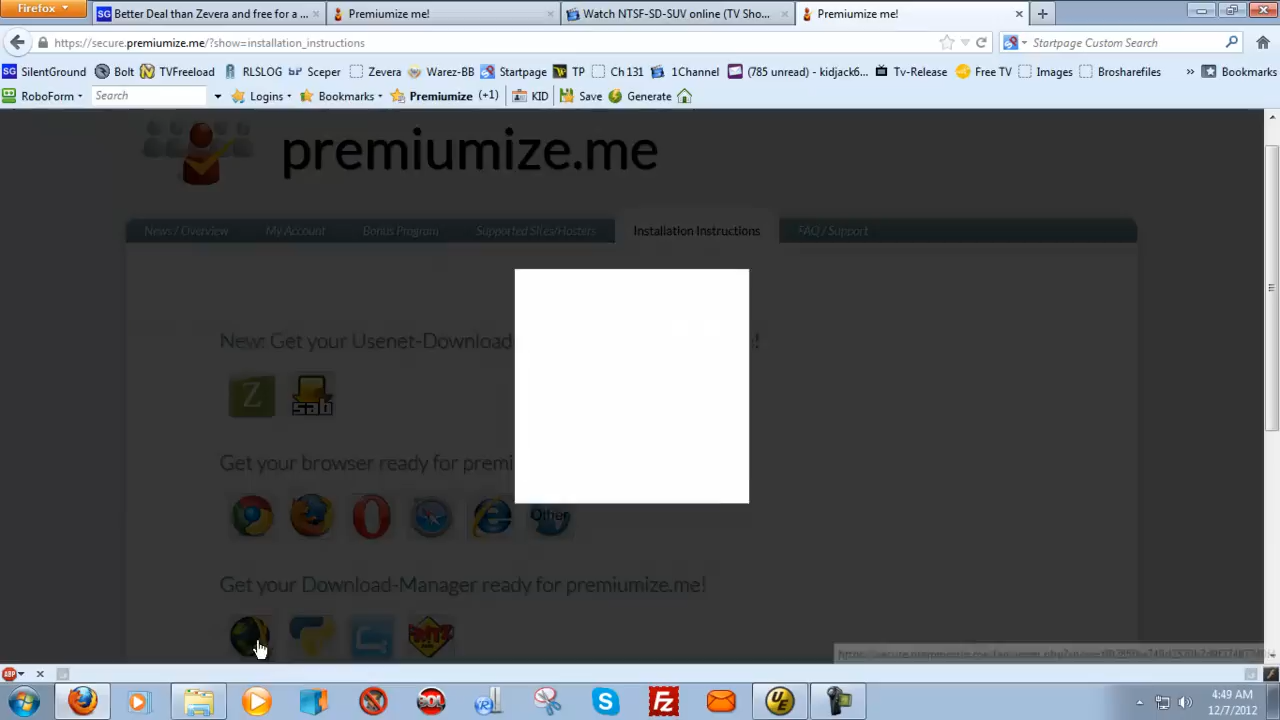 Firefox
Better Deal than Zevera and free for a ...
Premiumize me!
Watch NTSF-SD-SUV online (TV Sho...
Premiumize me!
https://secure.premiumize.me/?show=installation_instructions
Startpage Custom Search
SilentGround
Bolt
TVFreeload
RLSLOG
Sceper
Zevera
Warez-BB
Startpage
TP
Ch 131
1Channel
(785 unread) - kidjan6...
Tv-Release
Free TV
Images
Brosharefiles
»
Bookmarks
RoboForm
Search
Logins
Bookmarks
Premiumize (+1)
KID
Save
Generate
premiumize.me
News / Overview
My Account
Bonus Program
Supported Sites/Hosters
Installation Instructions
FAQ / Support
New: Get your Usenet-Download
!
Z
sab
Get your browser ready for premi
Other
Get your Download-Manager ready for premiumize.me!
ABP
SOL
UE
4:49 AM
12/7/2012